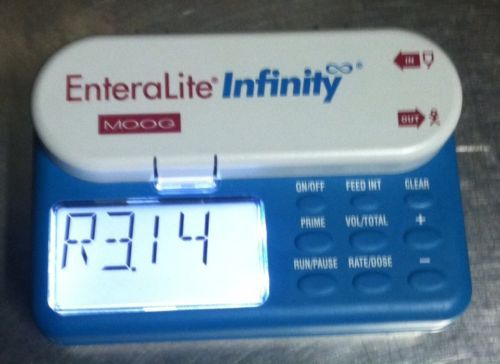 EnteraLite® Infinity®
MOOG
IN
OUT
ON/OFF FEED INT CLEAR
PRIME VOL/TOTAL +
RUN/PAUSE RATE/DOSE −
R3.14